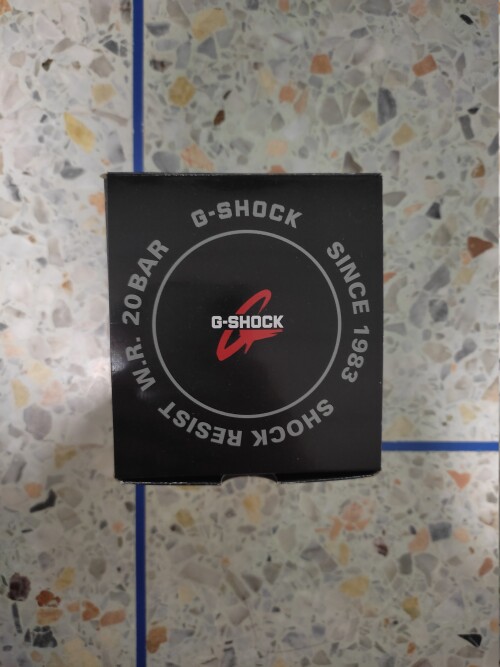 G-SHOCK
SINCE 1983
SHOCK RESIST
W.R. 20BAR
G-SHOCK